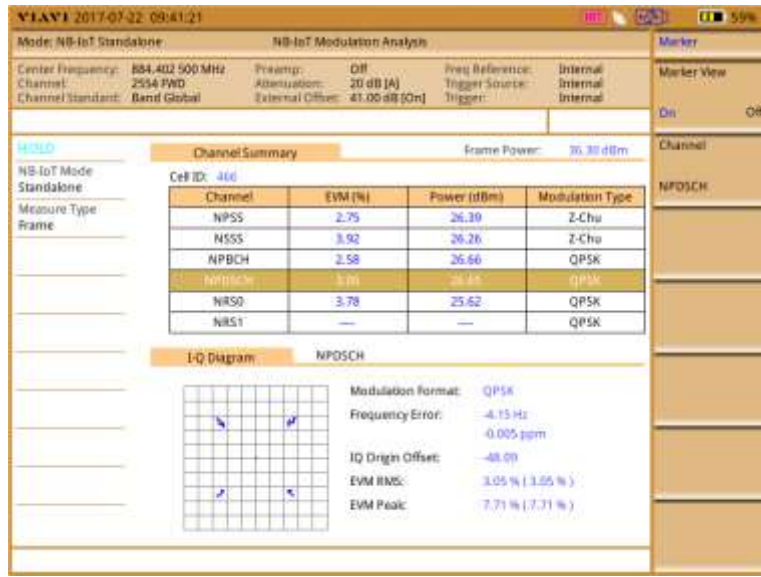 VIAVI 2017-07-22 09:41:21 59%
Mode: NB-IoT Standalone NB-IoT Modulation Analysis Marker
Center Frequency: 884.402 500 MHz Preamp: Off Freq Reference: Internal
Channel: 2554 FWD Attenuation: 20 dB [A] Trigger Source: Internal
Channel Standard: Band Global External Offset: 41.00 dB [On] Trigger: Internal
Marker View
On Off
HOLD Channel Summary Frame Power: 36.30 dBm
Channel
NPDSCH
NB-IoT Mode
Standalone
Measure Type
Frame
Cell ID: 466
Channel EVM (%) Power (dBm) Modulation Type
NPSS 2.75 26.39 Z-Chu
NSSS 3.92 26.26 Z-Chu
NPBCH 2.58 26.66 QPSK
NPDSCH 3.05 QPSK
NRS0 3.78 25.62 QPSK
NRS1 ---- ---- QPSK
I-Q Diagram NPDSCH
Modulation Format: QPSK
Frequency Error: -4.15 Hz
-0.005 ppm
IQ Origin Offset: -48.09
EVM RMS: 3.05 % ( 3.05 % )
EVM Peak: 7.71 % ( 7.71 % )